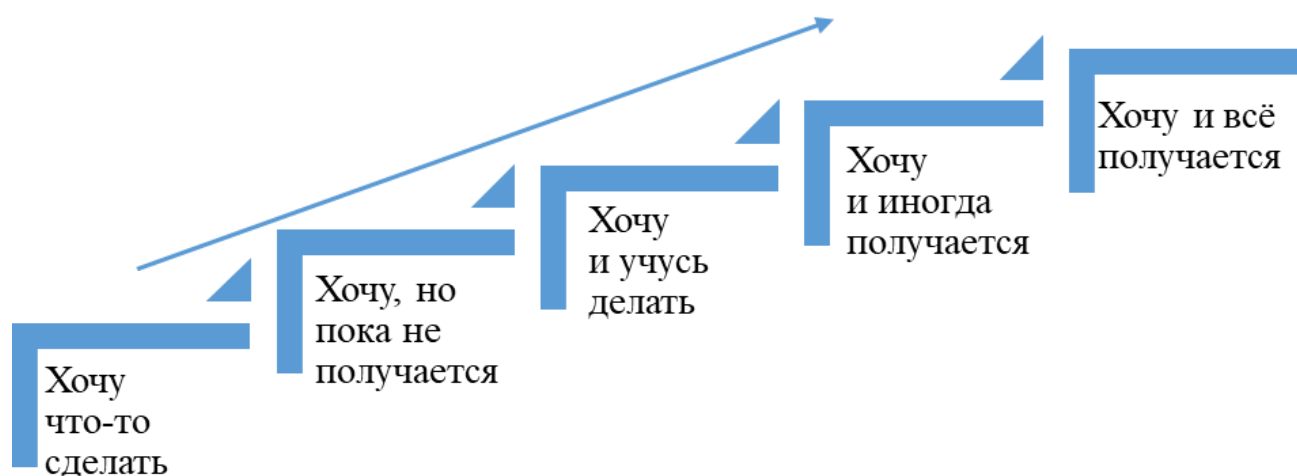 Хочу
что-то
сделать
Хочу, но
пока не
получается
Хочу
и учусь
делать
Хочу
и иногда
получается
Хочу и всё
получается